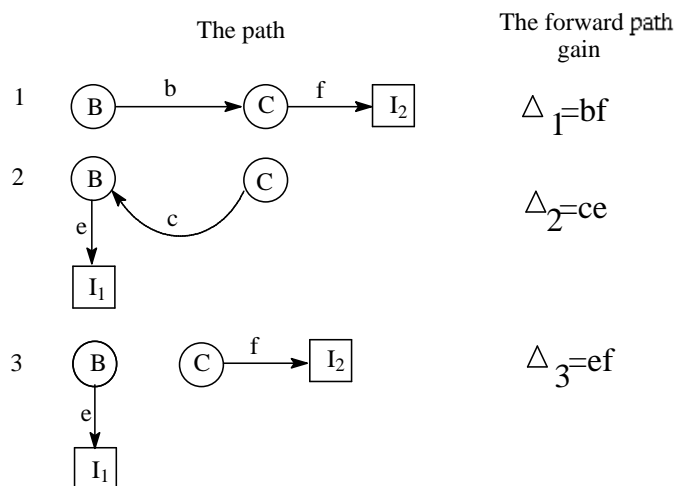 The path
The forward path
gain
1
B
b
C
f
I₂
△₁=bf
2
B
C
c
e
I₁
△₂=ce
3
B
C
f
I₂
e
I₁
△₃=ef